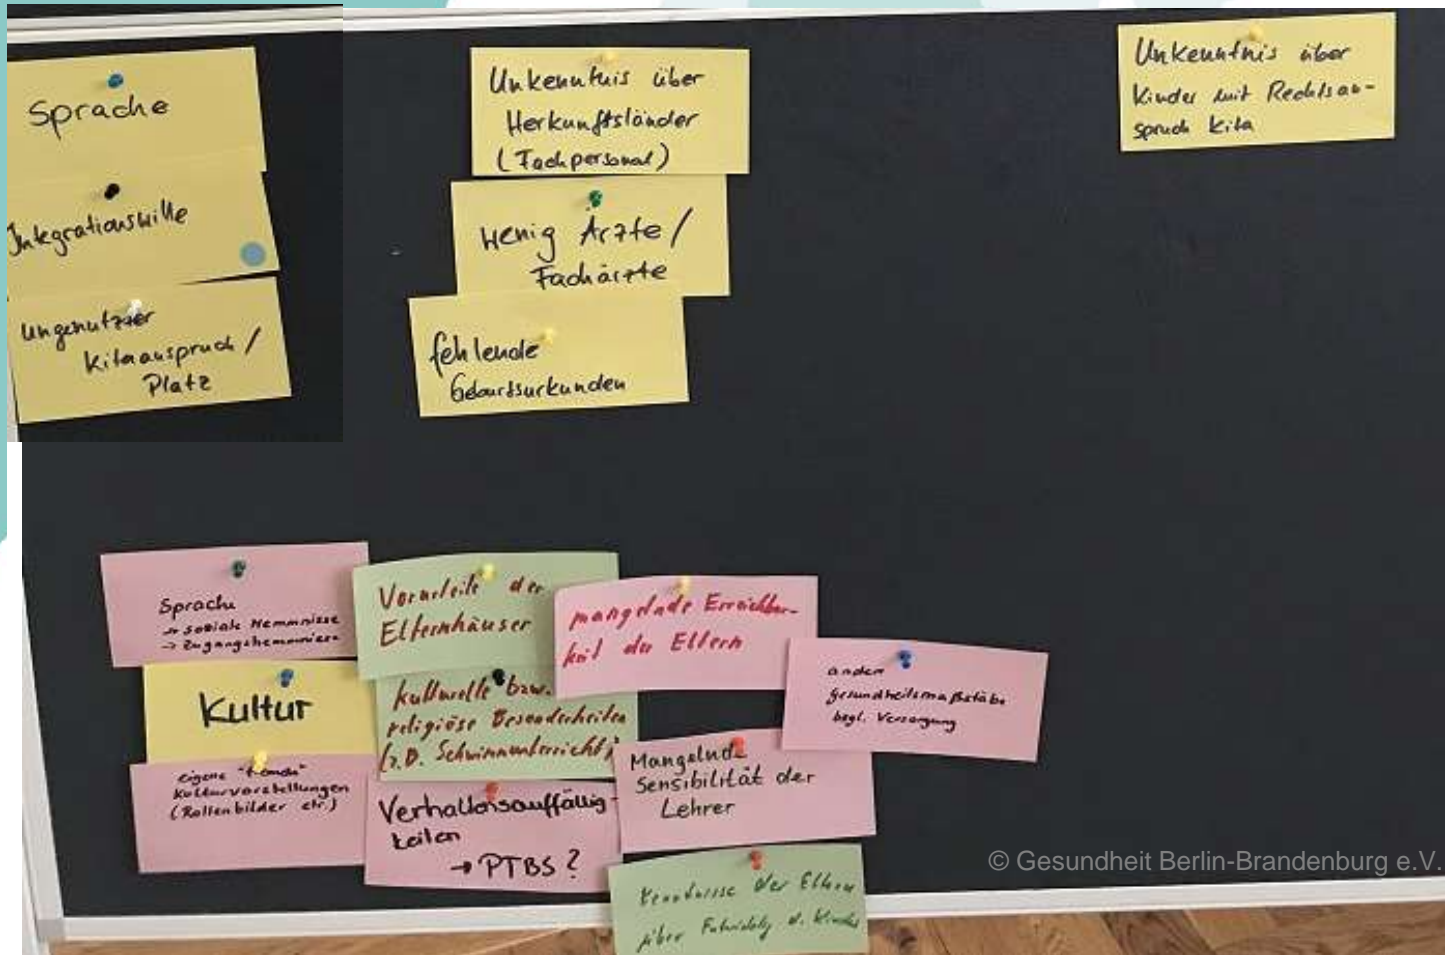 Sprache
Integrationswille
Ungenutzter
Kitaanspruch /
Platz
Unkenntnis über
Herkunftsländer
(Fachpersonal)
wenig Ärzte /
Fachärzte
fehlende
Geburtsurkunden
Unkenntnis über
Kinder mit Rechtsan-
spruch Kita
Sprache
→ soziale Hemmnisse
→ Zugangshemmnisse
Kultur
eigene "fremde"
Kulturvorstellungen
(Rollenbilder etc.)
Vorurteile der
Elternhäuser
kulturelle bzw.
religiöse Besonderheiten
(z.B. Schwimmunterricht)
Verhaltensauffällig-
keiten
→ PTBS?
mangelnde Erreichbar-
keit der Eltern
Mangelnde
Sensibilität der
Lehrer
andere
Gesundheitsmaßstäbe
bzgl. Versorgung
Kenntnisse der Eltern
über d. Kindes
© Gesundheit Berlin-Brandenburg e.V.